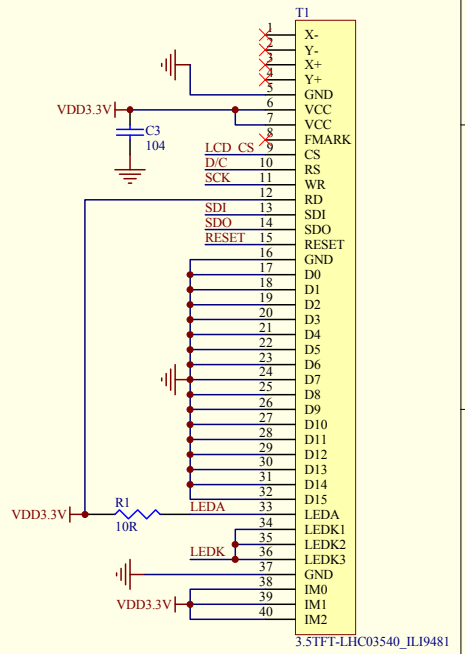 T1
1 X-
2 Y-
3 X+
4 Y+
5 GND
VDD3.3V 6 VCC
7 VCC
C3
104
8 FMARK
LCD_CS 9 CS
D/C 10 RS
SCK 11 WR
12 RD
SDI 13 SDI
SDO 14 SDO
RESET 15 RESET
16 GND
17 D0
18 D1
19 D2
20 D3
21 D4
22 D5
23 D6
24 D7
25 D8
26 D9
27 D10
28 D11
29 D12
30 D13
31 D14
32 D15
R1
VDD3.3V LEDA 33 LEDA
10R
34 LEDK1
35 LEDK2
LEDK 36 LEDK3
37 GND
38 IM0
VDD3.3V 39 IM1
40 IM2
3.5TFT-LHC03540_ILI9481